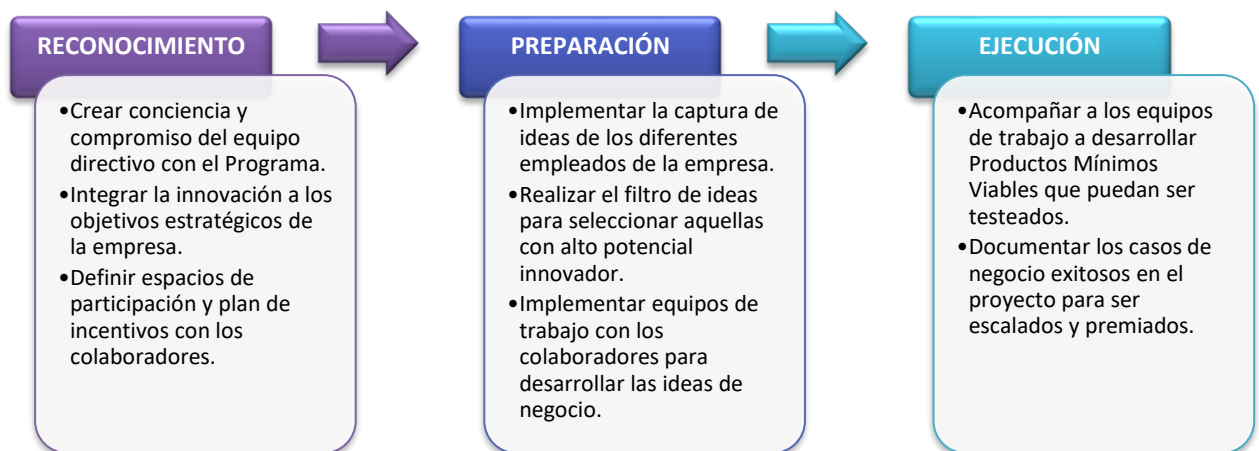 RECONOCIMIENTO
•Crear conciencia y
compromiso del equipo
directivo con el Programa.
•Integrar la innovación a los
objetivos estratégicos de
la empresa.
•Definir espacios de
participación y plan de
incentivos con los
colaboradores.
PREPARACIÓN
•Implementar la captura de
ideas de los diferentes
empleados de la empresa.
•Realizar el filtro de ideas
para seleccionar aquellas
con alto potencial
innovador.
•Implementar equipos de
trabajo con los
colaboradores para
desarrollar las ideas de
negocio.
EJECUCIÓN
•Acompañar a los equipos
de trabajo a desarrollar
Productos Mínimos
Viables que puedan ser
testeados.
•Documentar los casos de
negocio exitosos en el
proyecto para ser
escalados y premiados.